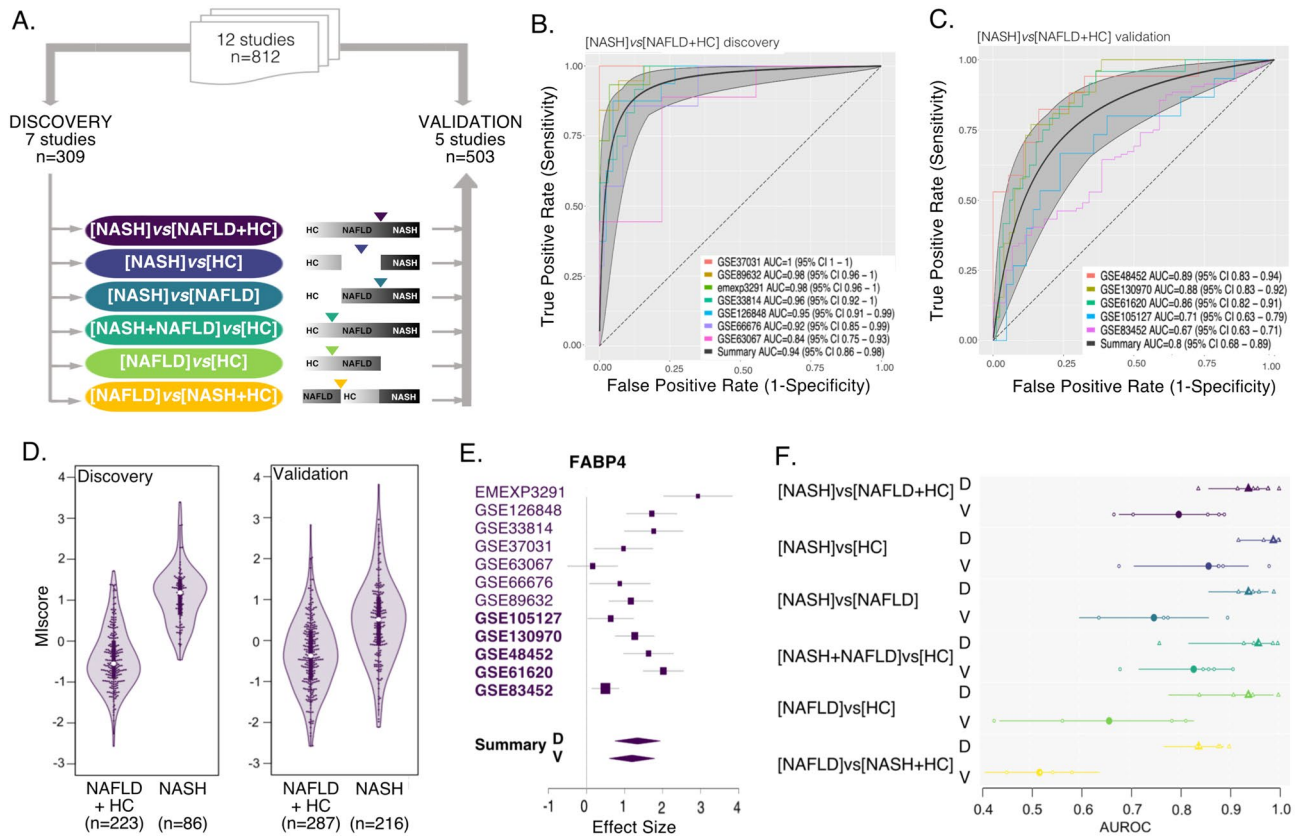 A.
12 studies
n=812
DISCOVERY
7 studies
n=309
VALIDATION
5 studies
n=503
[NASH]vs[NAFLD+HC]
HC NAFLD NASH
[NASH]vs[HC]
HC NASH
[NASH]vs[NAFLD]
HC NAFLD NASH
[NASH+NAFLD]vs[HC]
HC NAFLD NASH
[NAFLD]vs[HC]
HC NAFLD NASH
[NAFLD]vs[NASH+HC]
NAFLD HC NASH
B.
[NASH]vs[NAFLD+HC] discovery
True Positive Rate (Sensitivity)
1.00
0.75
0.50
0.25
0.00
GSE37031 AUC=1 (95% CI 1 - 1)
GSE89632 AUC=0.98 (95% CI 0.96 - 1)
emexp3291 AUC=0.98 (95% CI 0.96 - 1)
GSE33814 AUC=0.96 (95% CI 0.92 - 1)
GSE126848 AUC=0.95 (95% CI 0.91 - 0.99)
GSE66676 AUC=0.92 (95% CI 0.85 - 0.99)
GSE63067 AUC=0.84 (95% CI 0.75 - 0.93)
Summary AUC=0.94 (95% CI 0.86 - 0.98)
0.00 0.25 0.50 0.75 1.00
False Positive Rate (1-Specificity)
C.
[NASH]vs[NAFLD+HC] validation
True Positive Rate (Sensitivity)
1.00
0.75
0.50
0.25
0.00
GSE48452 AUC=0.89 (95% CI 0.83 - 0.94)
GSE130970 AUC=0.88 (95% CI 0.83 - 0.92)
GSE61620 AUC=0.86 (95% CI 0.82 - 0.91)
GSE105127 AUC=0.71 (95% CI 0.63 - 0.79)
GSE83452 AUC=0.67 (95% CI 0.63 - 0.71)
Summary AUC=0.8 (95% CI 0.68 - 0.89)
0.00 0.25 0.50 0.75 1.00
False Positive Rate (1-Specificity)
D.
MIscore
Discovery
4
3
2
1
0
-1
-2
-3
NAFLD
+ HC
(n=223)
NASH
(n=86)
Validation
4
3
2
1
0
-1
-2
-3
NAFLD
+ HC
(n=287)
NASH
(n=216)
E.
FABP4
EMEXP3291
GSE126848
GSE33814
GSE37031
GSE63067
GSE66676
GSE89632
GSE105127
GSE130970
GSE48452
GSE61620
GSE83452
Summary D
V
-1 0 1 2 3 4
Effect Size
F.
[NASH]vs[NAFLD+HC] D
V
[NASH]vs[HC] D
V
[NASH]vs[NAFLD] D
V
[NASH+NAFLD]vs[HC] D
V
[NAFLD]vs[HC] D
V
[NAFLD]vs[NASH+HC] D
V
0.4 0.5 0.6 0.7 0.8 0.9 1.0
AUROC